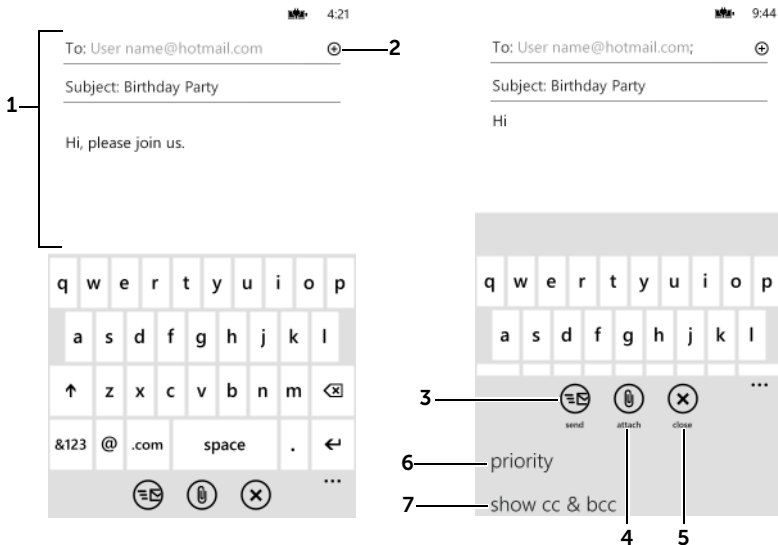 4:21
To: User name@hotmail.com
Subject: Birthday Party
Hi, please join us.
q w e r t y u i o p
a s d f g h j k l
z x c v b n m
&123 @ .com space .
...
1
2
9:44
To: User name@hotmail.com;
Subject: Birthday Party
Hi
q w e r t y u i o p
a s d f g h j k l
...
3
send attach close
6 priority
7 show cc & bcc
4 5